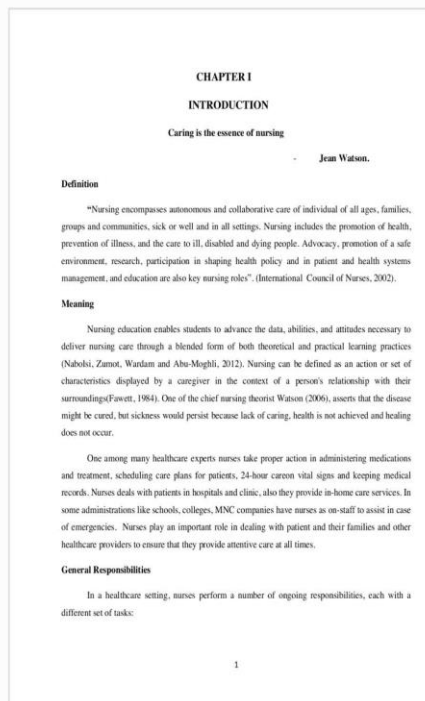 CHAPTER I
INTRODUCTION
Caring is the essence of nursing
- Jean Watson.
Definition
"Nursing encompasses autonomous and collaborative care of individual of all ages, families,
groups and communities, sick or well and in all settings. Nursing includes the promotion of health,
prevention of illness, and the care to ill, disabled and dying people. Advocacy, promotion of a safe
environment, research, participation in shaping health policy and in patient and health systems
management, and education are also key nursing roles". (International Council of Nurses, 2002).
Meaning
Nursing education enables students to advance the data, abilities, and attitudes necessary to
deliver nursing care through a blended form of both theoretical and practical learning practices
(Nabolsi, Zumot, Wardam and Abu-Moghli, 2012). Nursing can be defined as an action or set of
characteristics displayed by a caregiver in the context of a person's relationship with their
surroundings(Fawett, 1984). One of the chief nursing theorist Watson (2006), asserts that the disease
might be cured, but sickness would persist because lack of caring, health is not achieved and healing
does not occur.
One among many healthcare experts nurses take proper action in administering medications
and treatment, scheduling care plans for patients, 24-hour careon vital signs and keeping medical
records. Nurses deals with patients in hospitals and clinic, also they provide in-home care services. In
some administrations like schools, colleges, MNC companies have nurses as on-staff to assist in case
of emergencies. Nurses play an important role in dealing with patient and their families and other
healthcare providers to ensure that they provide attentive care at all times.
General Responsibilities
In a healthcare setting, nurses perform a number of ongoing responsibilities, each with a
different set of tasks:
1